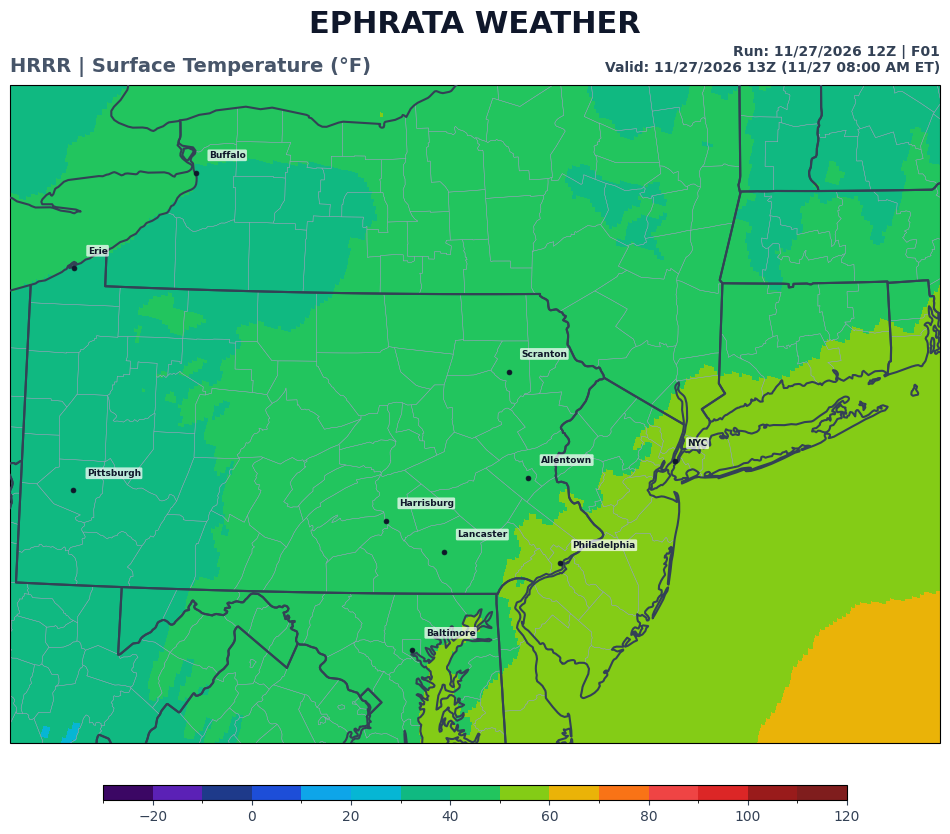 EPHRATA WEATHER
HRRR | Surface Temperature (°F)
Run: 11/27/2026 12Z | F01
Valid: 11/27/2026 13Z (11/27 08:00 AM ET)
Buffalo
Erie
Scranton
NYC
Allentown
Pittsburgh
Harrisburg
Lancaster
Philadelphia
Baltimore
−20 0 20 40 60 80 100 120